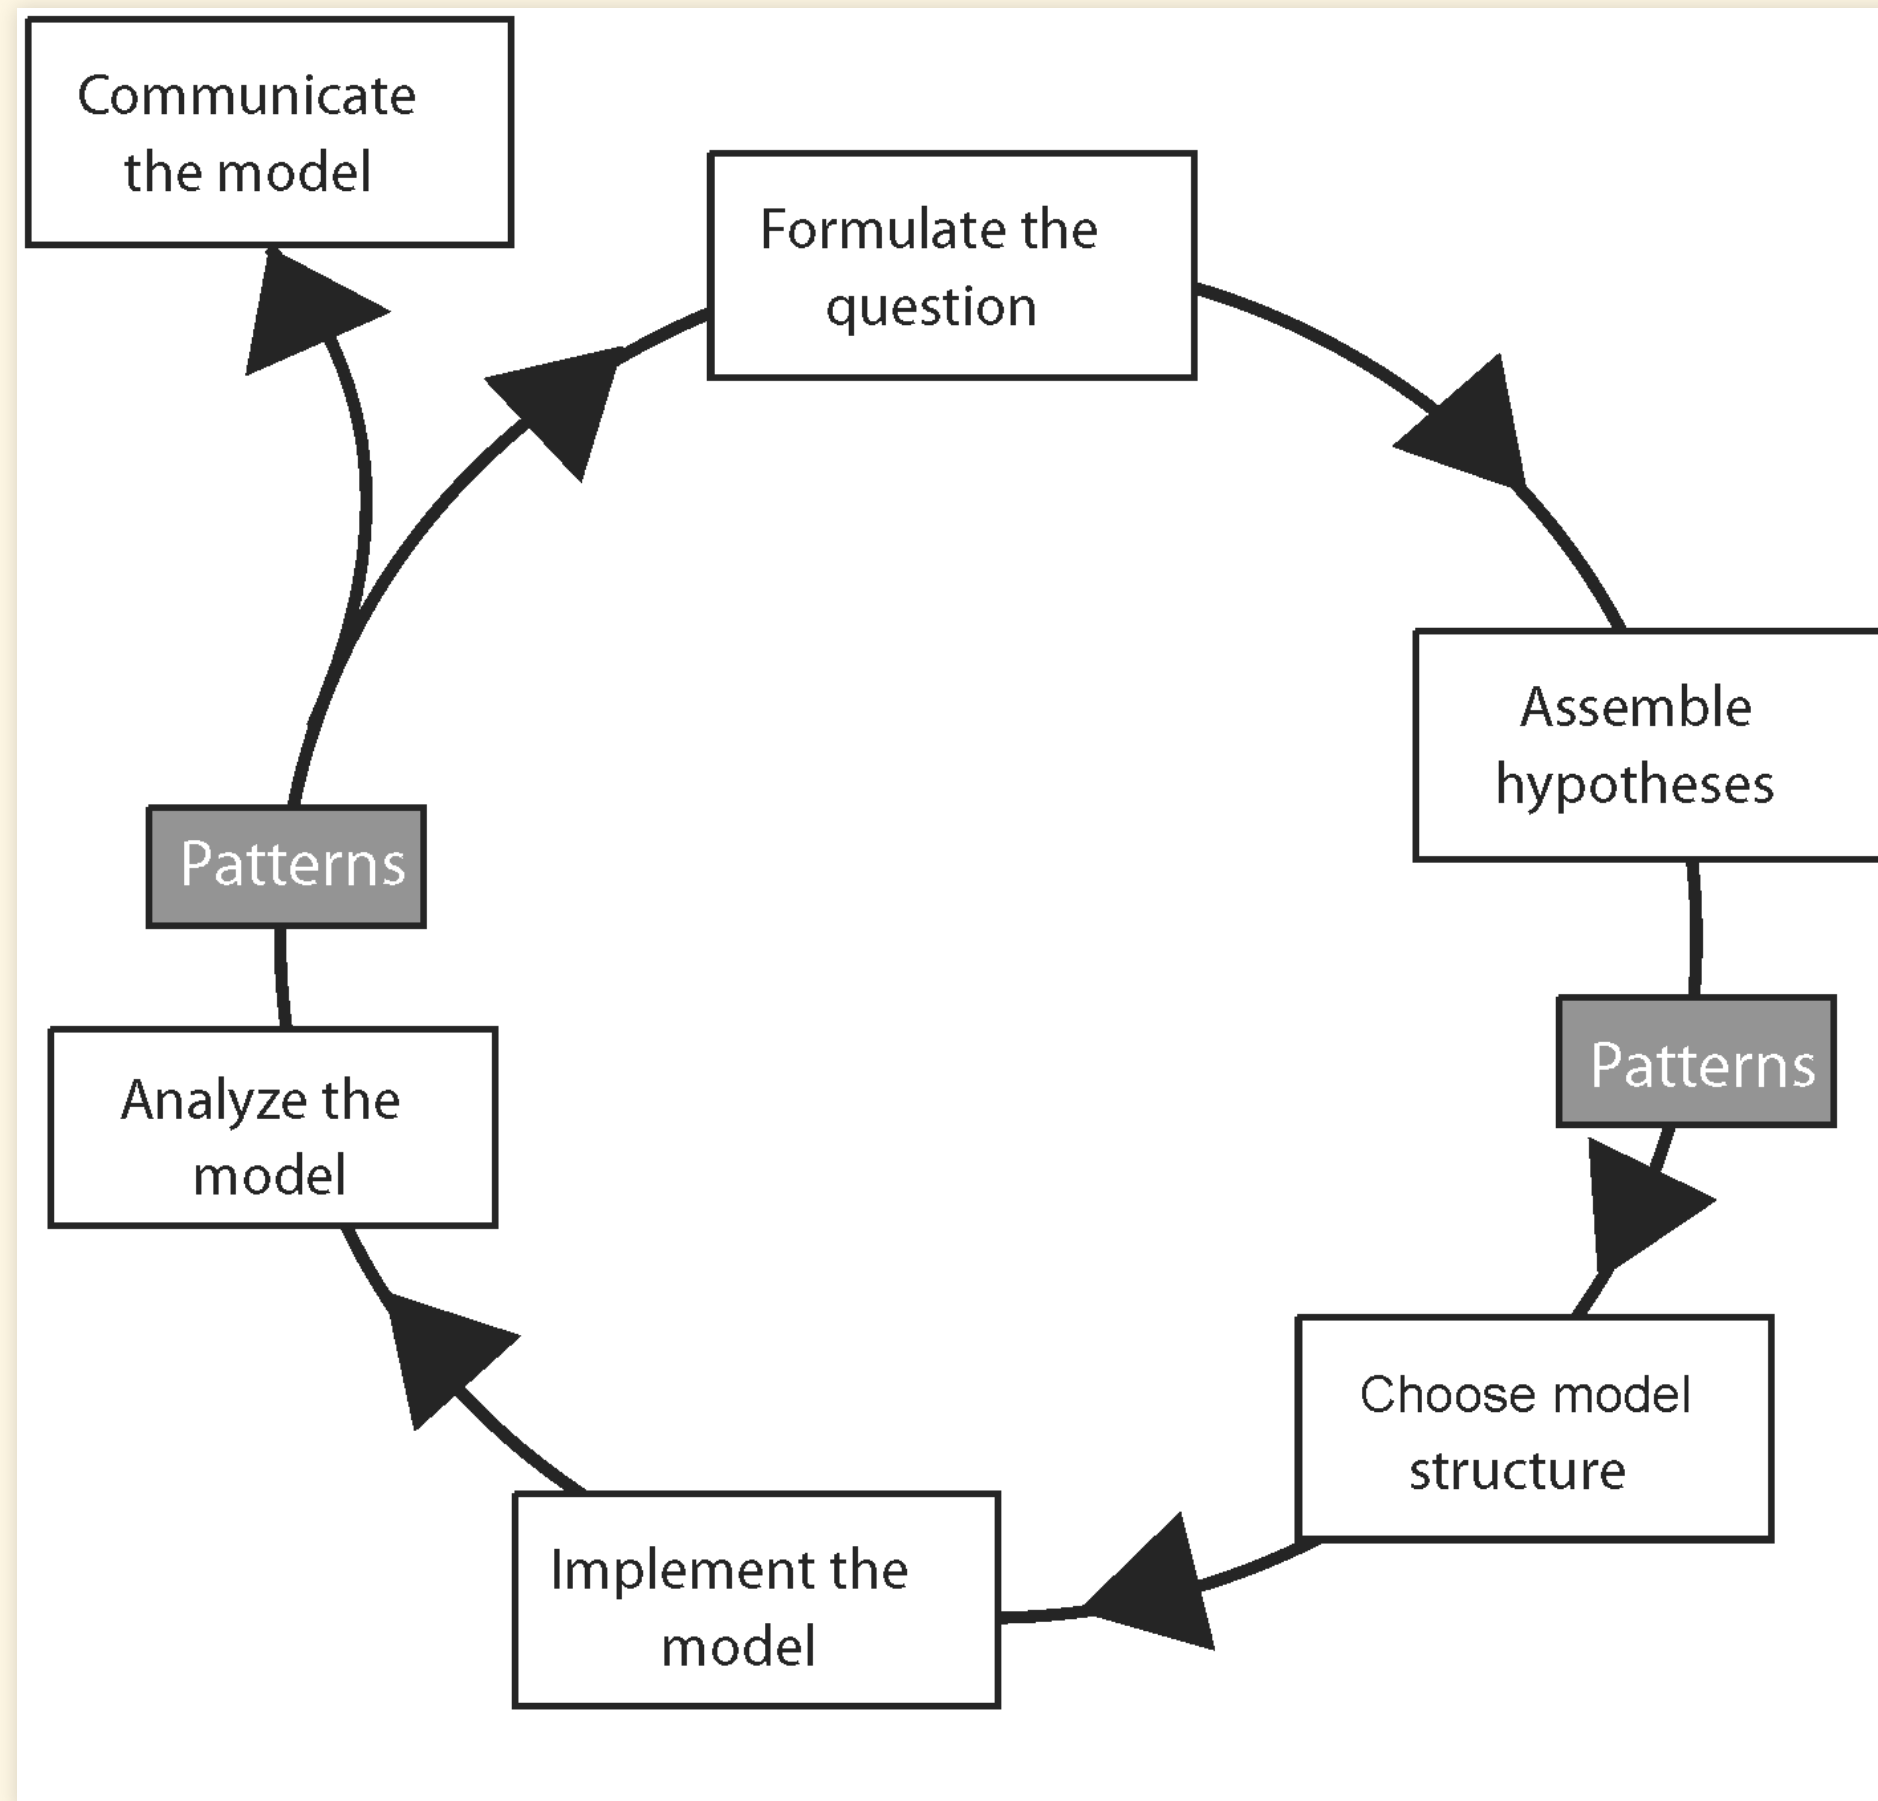 Communicate
the model
Formulate the
question
Assemble
hypotheses
Patterns
Choose model
structure
Implement the
model
Analyze the
model
Patterns